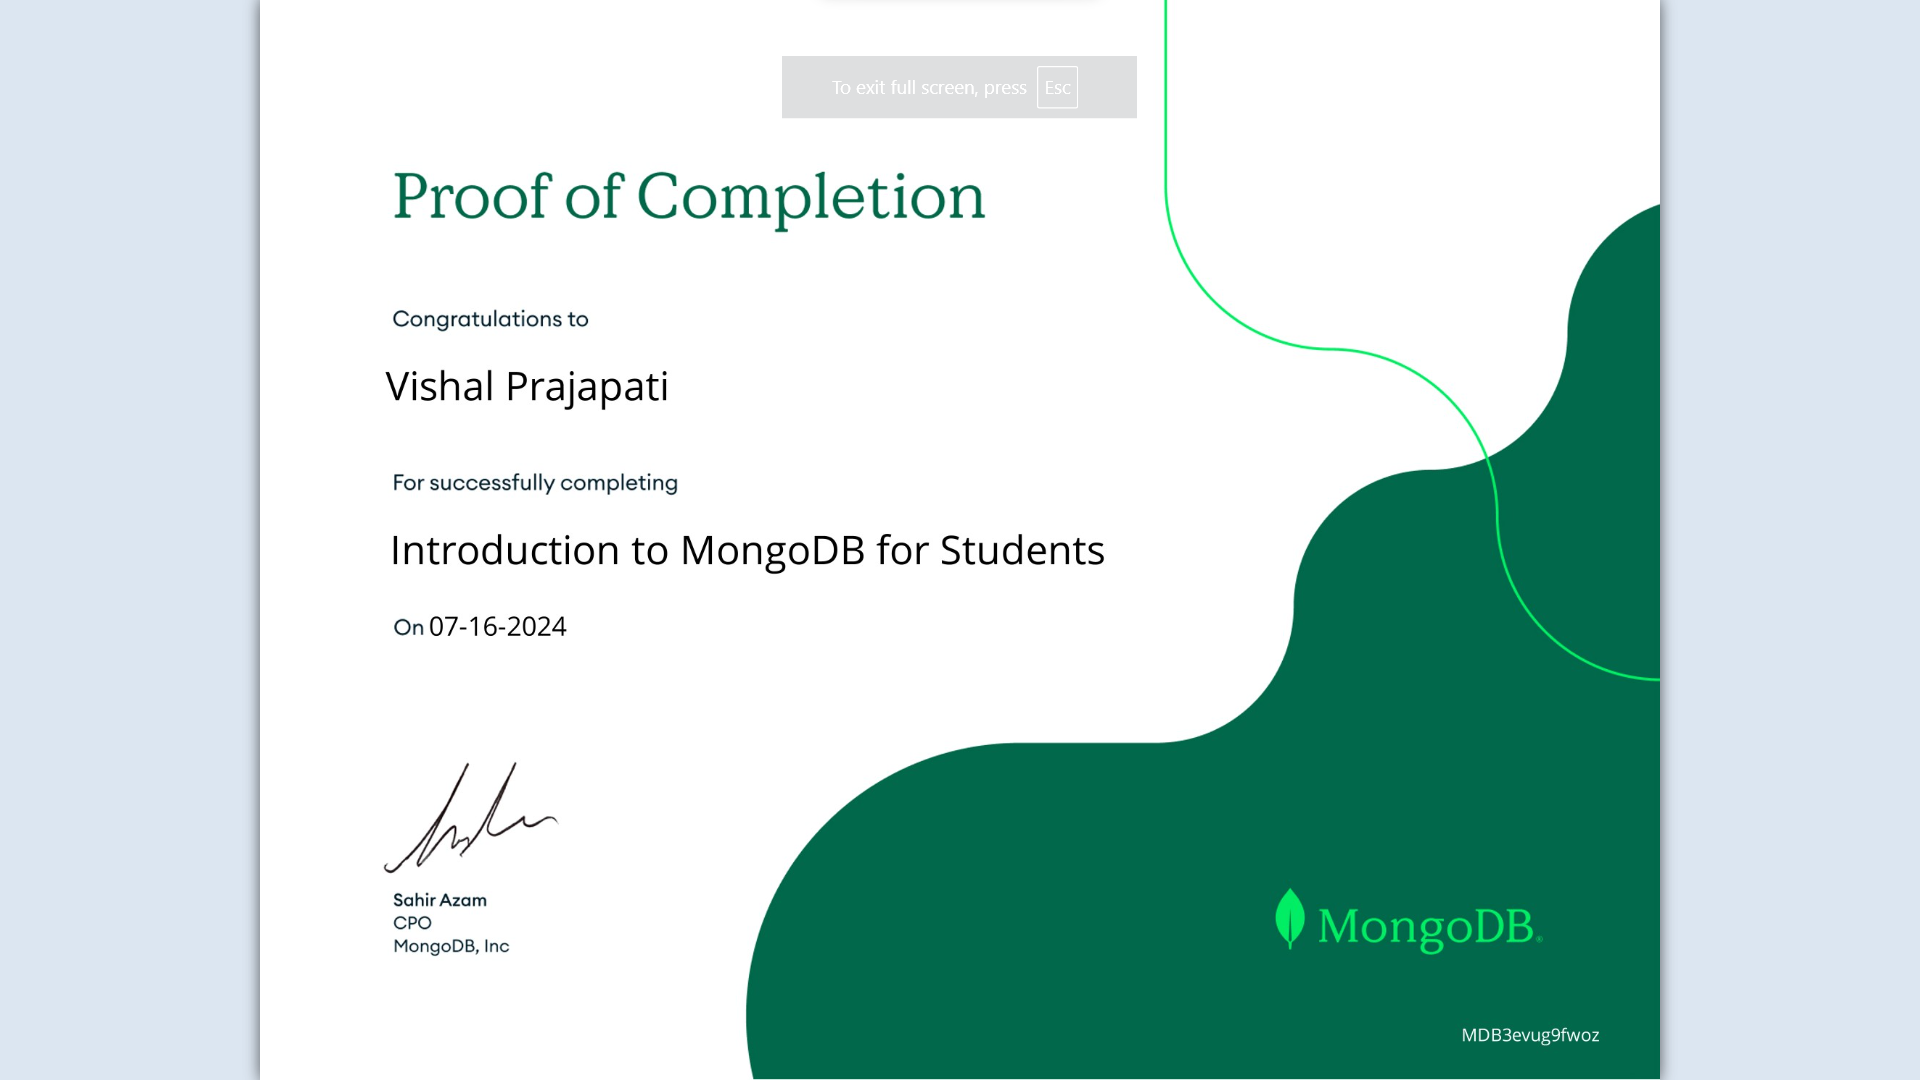 To exit full screen, press Esc
Proof of Completion
Congratulations to
Vishal Prajapati
For successfully completing
Introduction to MongoDB for Students
On 07-16-2024
Sahir Azam
CPO
MongoDB, Inc
MongoDB®
MDB3evug9fwoz